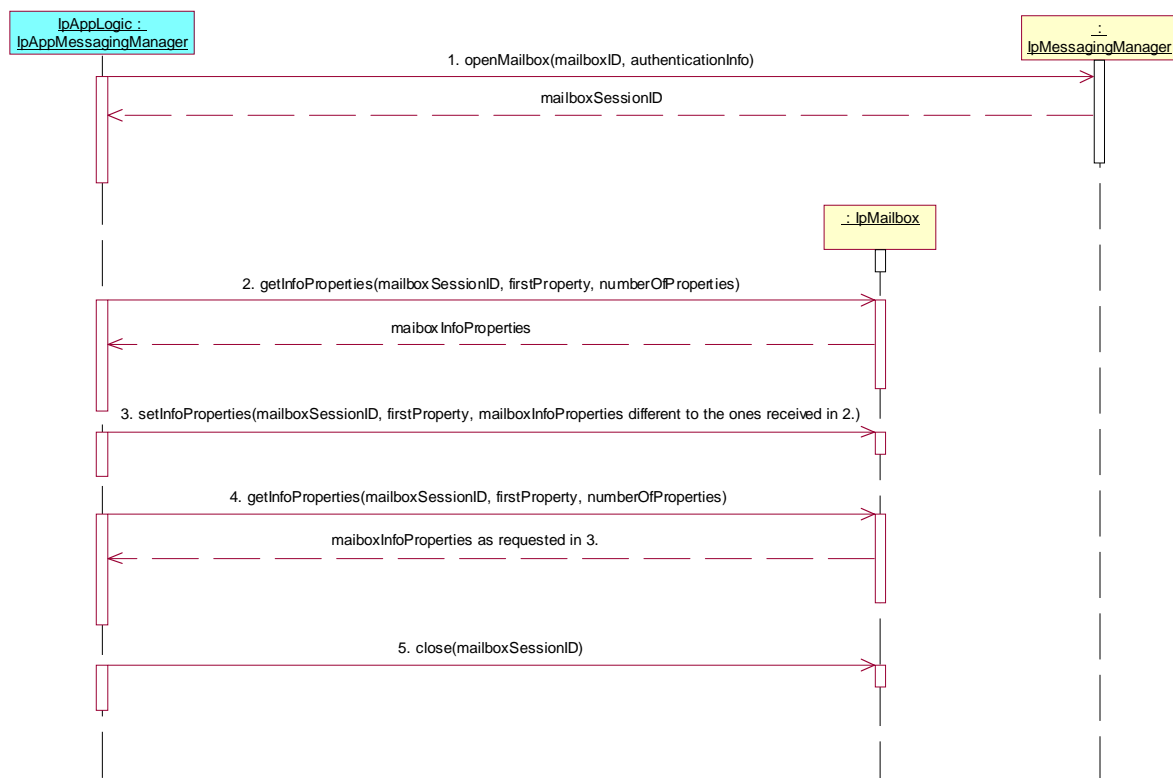 IpAppLogic :
IpAppMessagingManager
:
IpMessagingManager
1. openMailbox(mailboxID, authenticationInfo)
mailboxSessionID
: IpMailbox
2. getInfoProperties(mailboxSessionID, firstProperty, numberOfProperties)
maiboxInfoProperties
3. setInfoProperties(mailboxSessionID, firstProperty, mailboxInfoProperties different to the ones received in 2.)
4. getInfoProperties(mailboxSessionID, firstProperty, numberOfProperties)
maiboxInfoProperties as requested in 3.
5. close(mailboxSessionID)